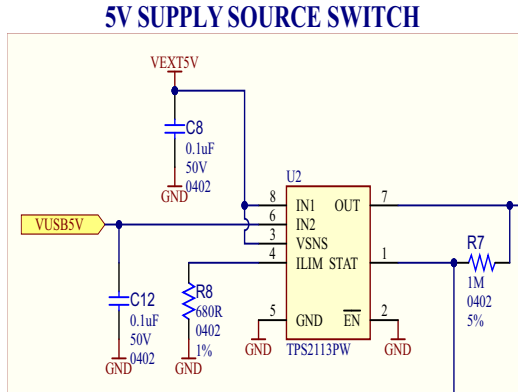 5V SUPPLY SOURCE SWITCH
VEXT5V
C8
0.1uF
50V
0402
GND
VUSB5V
C12
0.1uF
50V
0402
GND
R8
680R
0402
1%
GND
U2
8 IN1 OUT 7
6 IN2
3 VSNS
4 ILIM STAT 1
5 GND EN 2
TPS2113PW
GND
GND
R7
1M
0402
5%